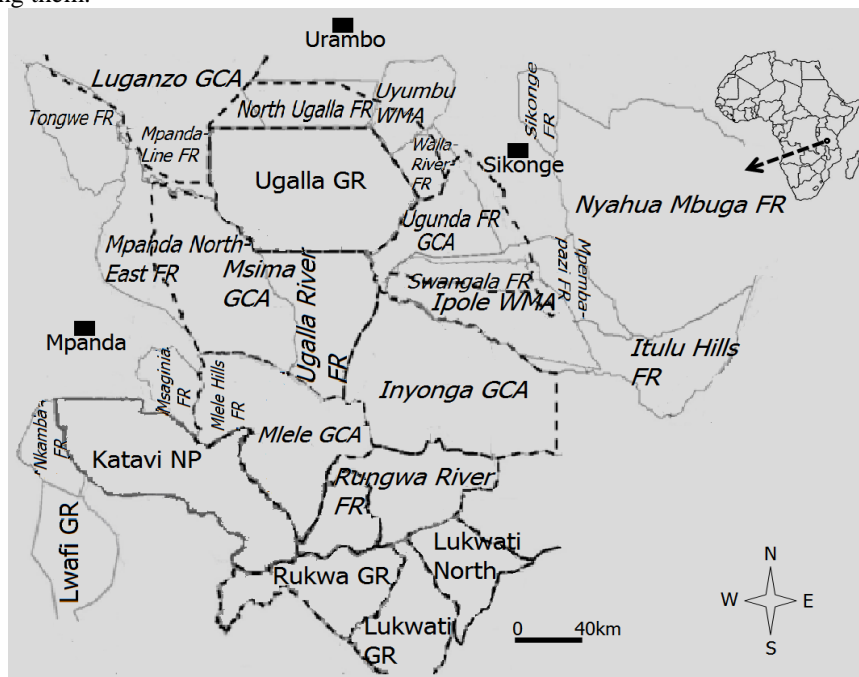 ng them.
Urambo
Luganzo GCA
Tongwe FR
Mpanda-
Line FR
North Ugalla FR
Uyumbu
WMA
Walla-
River-
FR
Sikonge
FR
Sikonge
Ugalla GR
Nyahua Mbuga FR
Ugunda FR
GCA
Mpanda North-
East FR
Msima
GCA
Ugalla River
FR
Swangala FR
Ipole WMA
Mpemba-
pazi FR
Itulu Hills
FR
Mpanda
Msaginia
FR
Mlele Hills
FR
Inyonga GCA
Mlele GCA
Nkamba-
FR
Katavi NP
Rungwa River
FR
Lwafi GR
Rukwa GR
Lukwati
North
Lukwati
GR
0 40km
N
W E
S